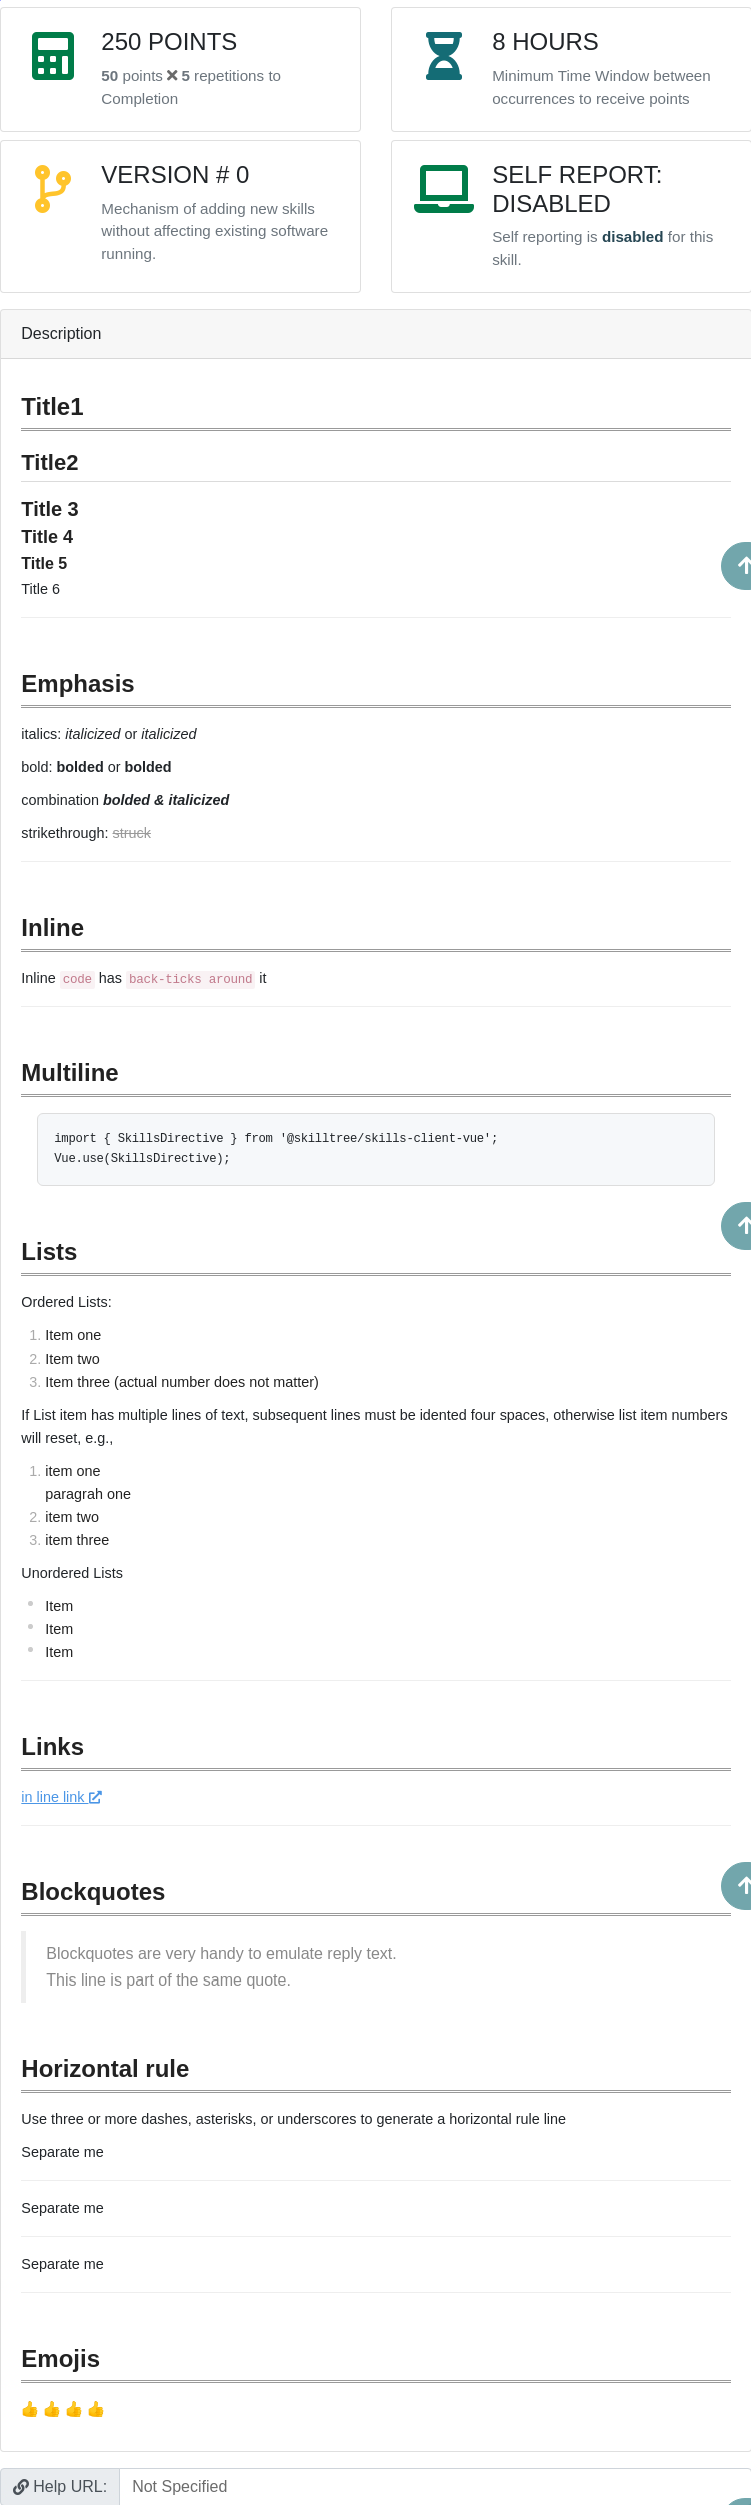 250 POINTS
50 points × 5 repetitions to
Completion
8 HOURS
Minimum Time Window between
occurrences to receive points
VERSION # 0
Mechanism of adding new skills
without affecting existing software
running.
SELF REPORT:
DISABLED
Self reporting is disabled for this
skill.
Description
Title1
Title2
Title 3
Title 4
Title 5
Title 6
Emphasis
italics: italicized or italicized
bold: bolded or bolded
combination bolded & italicized
strikethrough: struck
Inline
Inline code has back-ticks around it
Multiline
import { SkillsDirective } from '@skilltree/skills-client-vue';
Vue.use(SkillsDirective);
Lists
Ordered Lists:
1. Item one
2. Item two
3. Item three (actual number does not matter)
If List item has multiple lines of text, subsequent lines must be idented four spaces, otherwise list item numbers
will reset, e.g.,
1. item one
paragrah one
2. item two
3. item three
Unordered Lists
• Item
• Item
• Item
Links
in line link
Blockquotes
Blockquotes are very handy to emulate reply text.
This line is part of the same quote.
Horizontal rule
Use three or more dashes, asterisks, or underscores to generate a horizontal rule line
Separate me
Separate me
Separate me
Emojis
👍 👍 👍 👍
Help URL: Not Specified